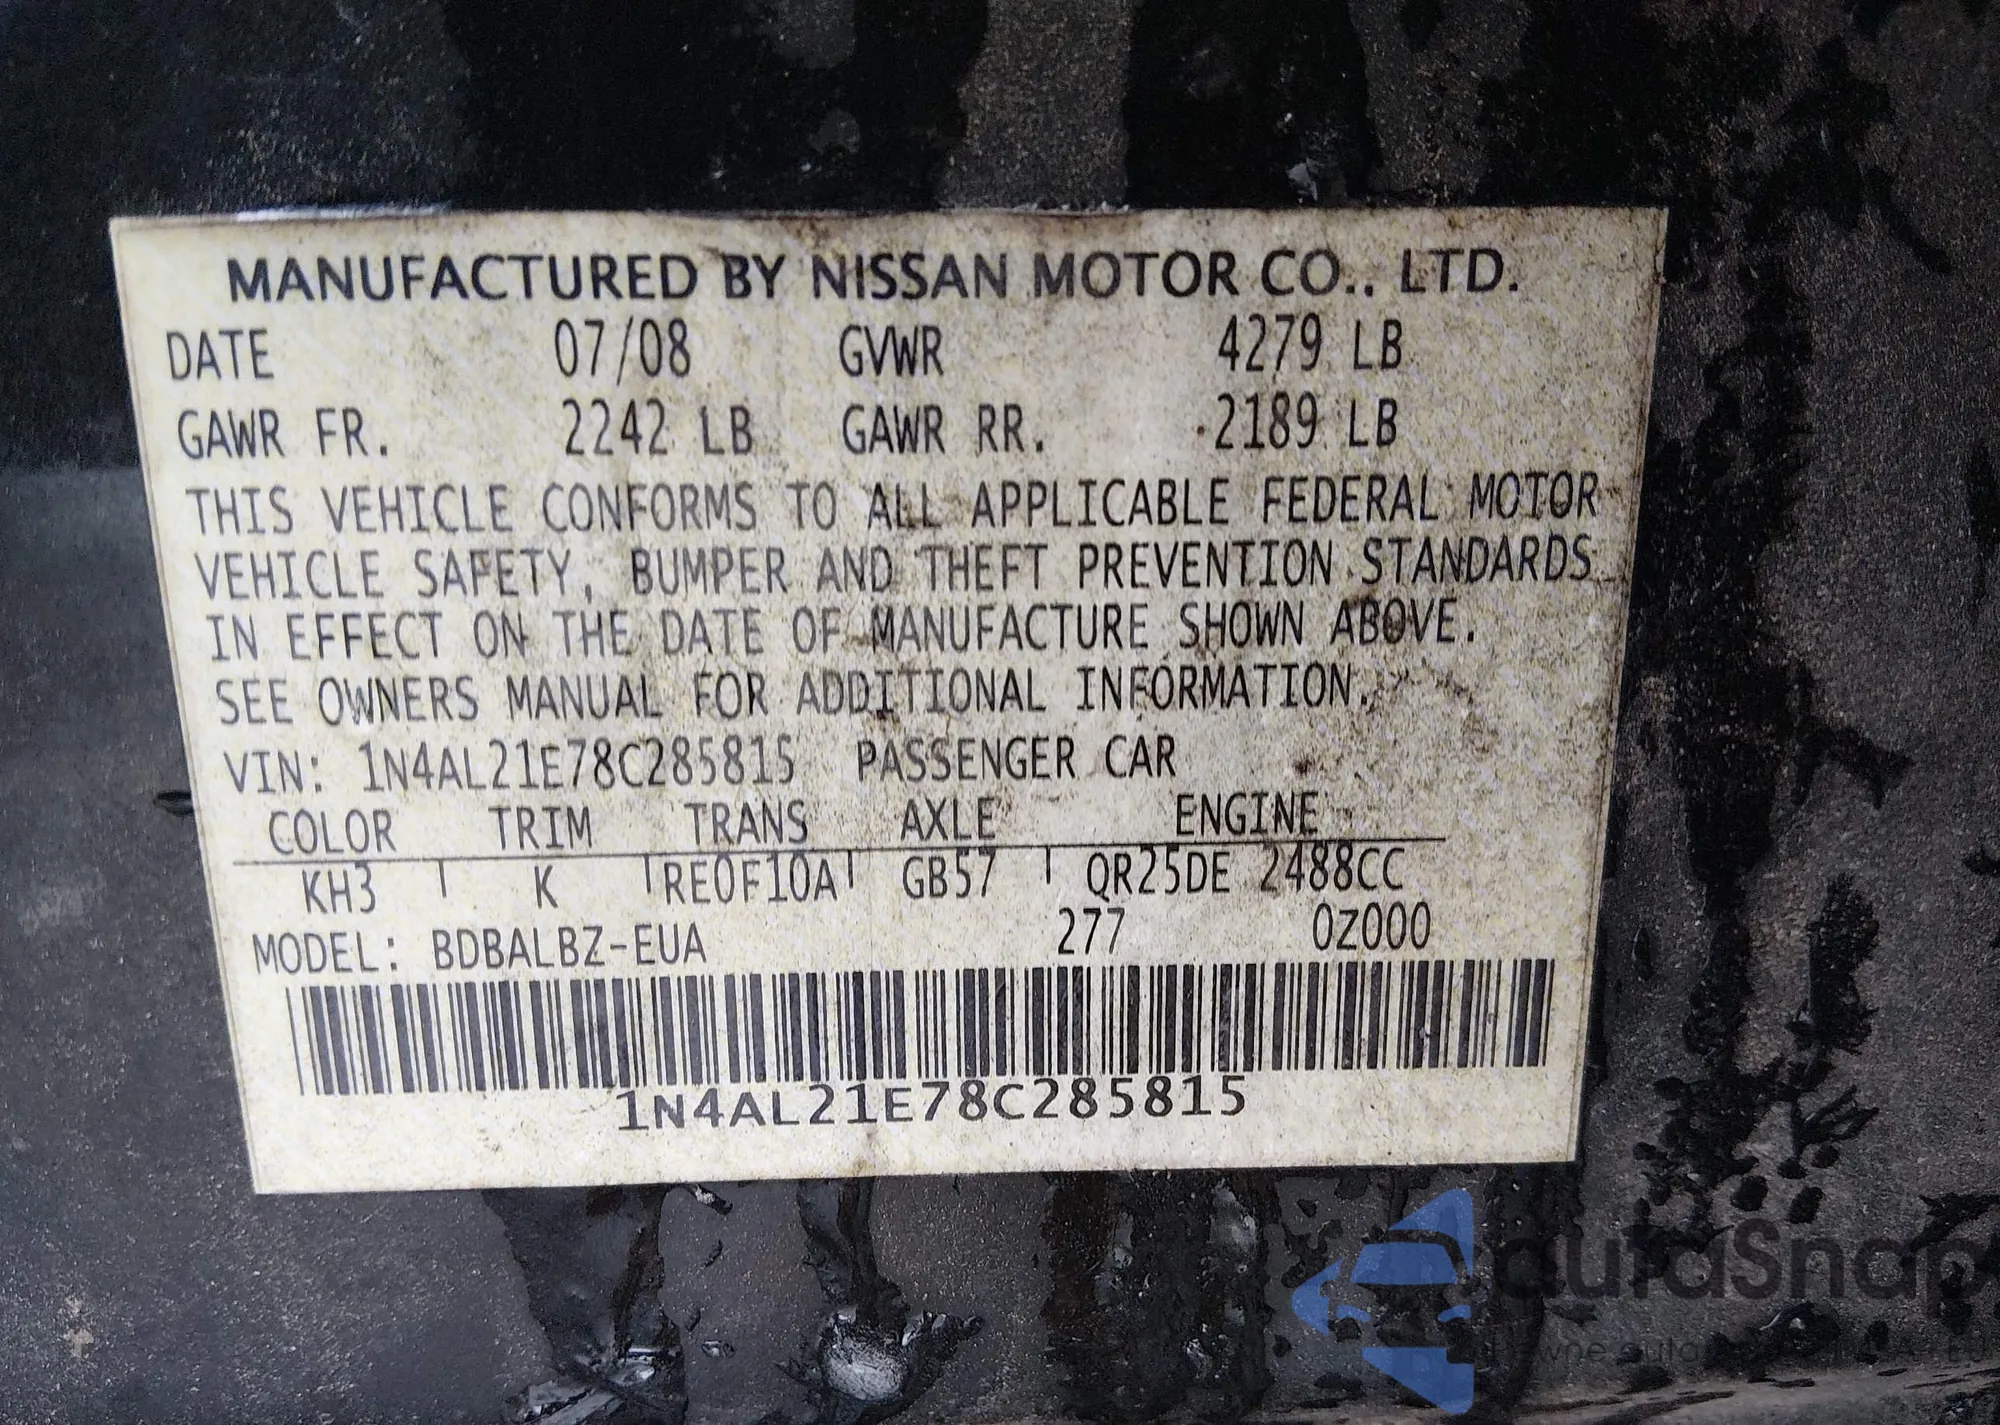 MANUFACTURED BY NISSAN MOTOR CO., LTD.
DATE 07/08 GVWR 4279 LB
GAWR FR. 2242 LB GAWR RR. 2189 LB
THIS VEHICLE CONFORMS TO ALL APPLICABLE FEDERAL MOTOR
VEHICLE SAFETY, BUMPER AND THEFT PREVENTION STANDARDS
IN EFFECT ON THE DATE OF MANUFACTURE SHOWN ABOVE.
SEE OWNERS MANUAL FOR ADDITIONAL INFORMATION.
VIN: 1N4AL21E78C285815 PASSENGER CAR
COLOR TRIM TRANS AXLE ENGINE
KH3 K RE0F10A GB57 QR25DE 2488CC
MODEL: BDBALBZ-EUA 277 0Z000
1N4AL21E78C285815
autaSnap